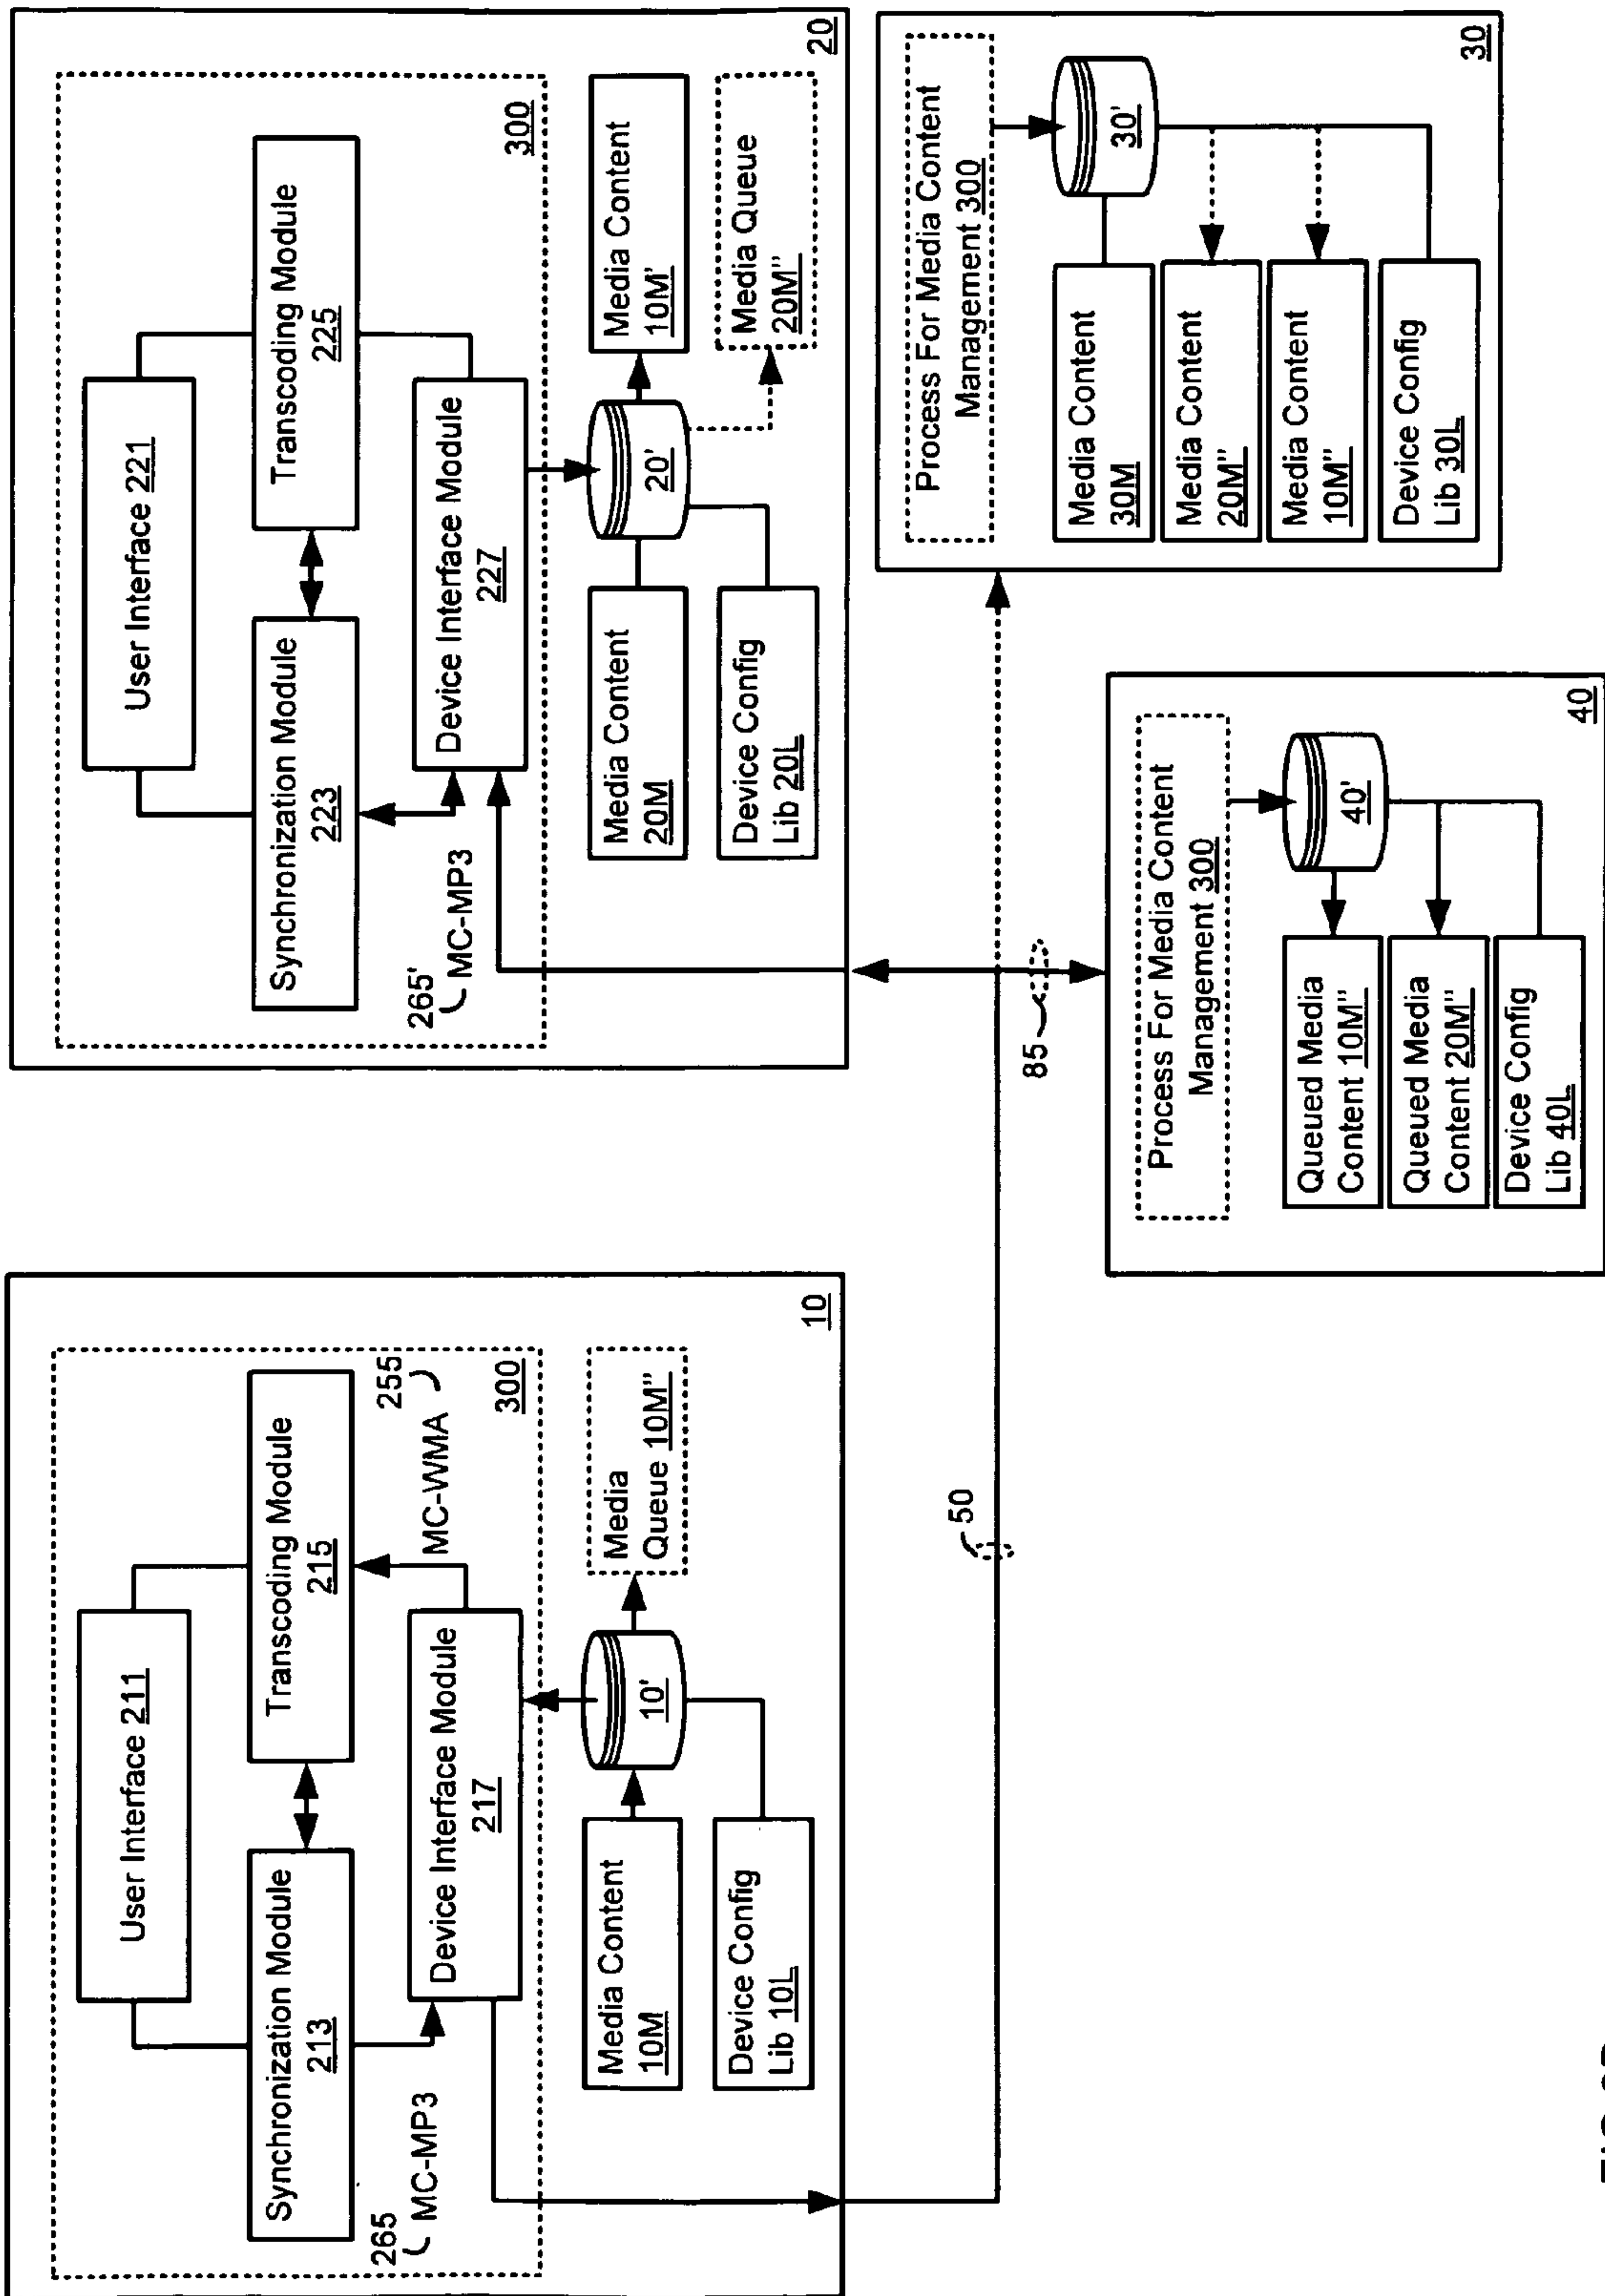 User Interface 211
Synchronization Module
213
Transcoding Module
215
265
MC-MP3
MC-WMA
255
Device Interface Module
217
300
Media Content
10M
10'
Media
Queue 10M"
Device Config
Lib 10L
10
User Interface 221
Synchronization Module
223
Transcoding Module
225
265'
MC-MP3
Device Interface Module
227
300
Media Content
20M
20'
Media Content
10M'
Media Queue
20M"
Device Config
Lib 20L
20
50
85
Process For Media Content
Management 300
40'
Queued Media
Content 10M"
Queued Media
Content 20M"
Device Config
Lib 40L
40
Process For Media Content
Management 300
30'
Media Content
30M
Media Content
20M"
Media Content
10M"
Device Config
Lib 30L
30